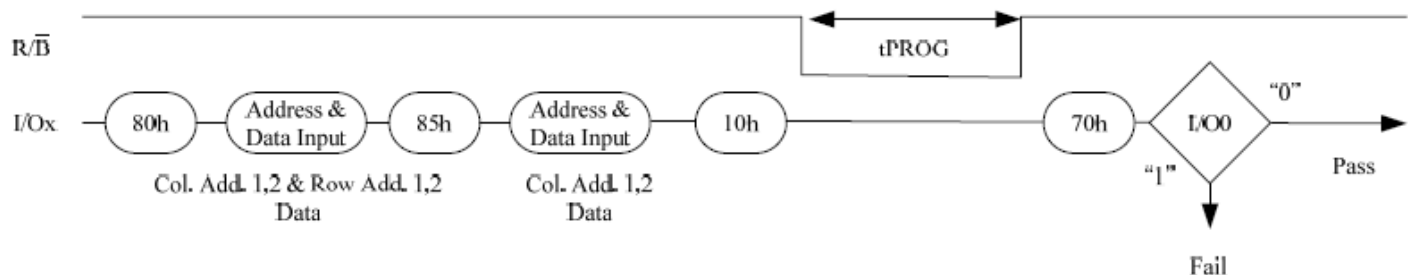 R/B̅
tPROG
I/Ox
80h
Address &
Data Input
85h
Address &
Data Input
10h
70h
I/O0
“0”
“1”
Pass
Fail
Col. Add. 1,2 & Row Add. 1,2
Data
Col. Add. 1,2
Data